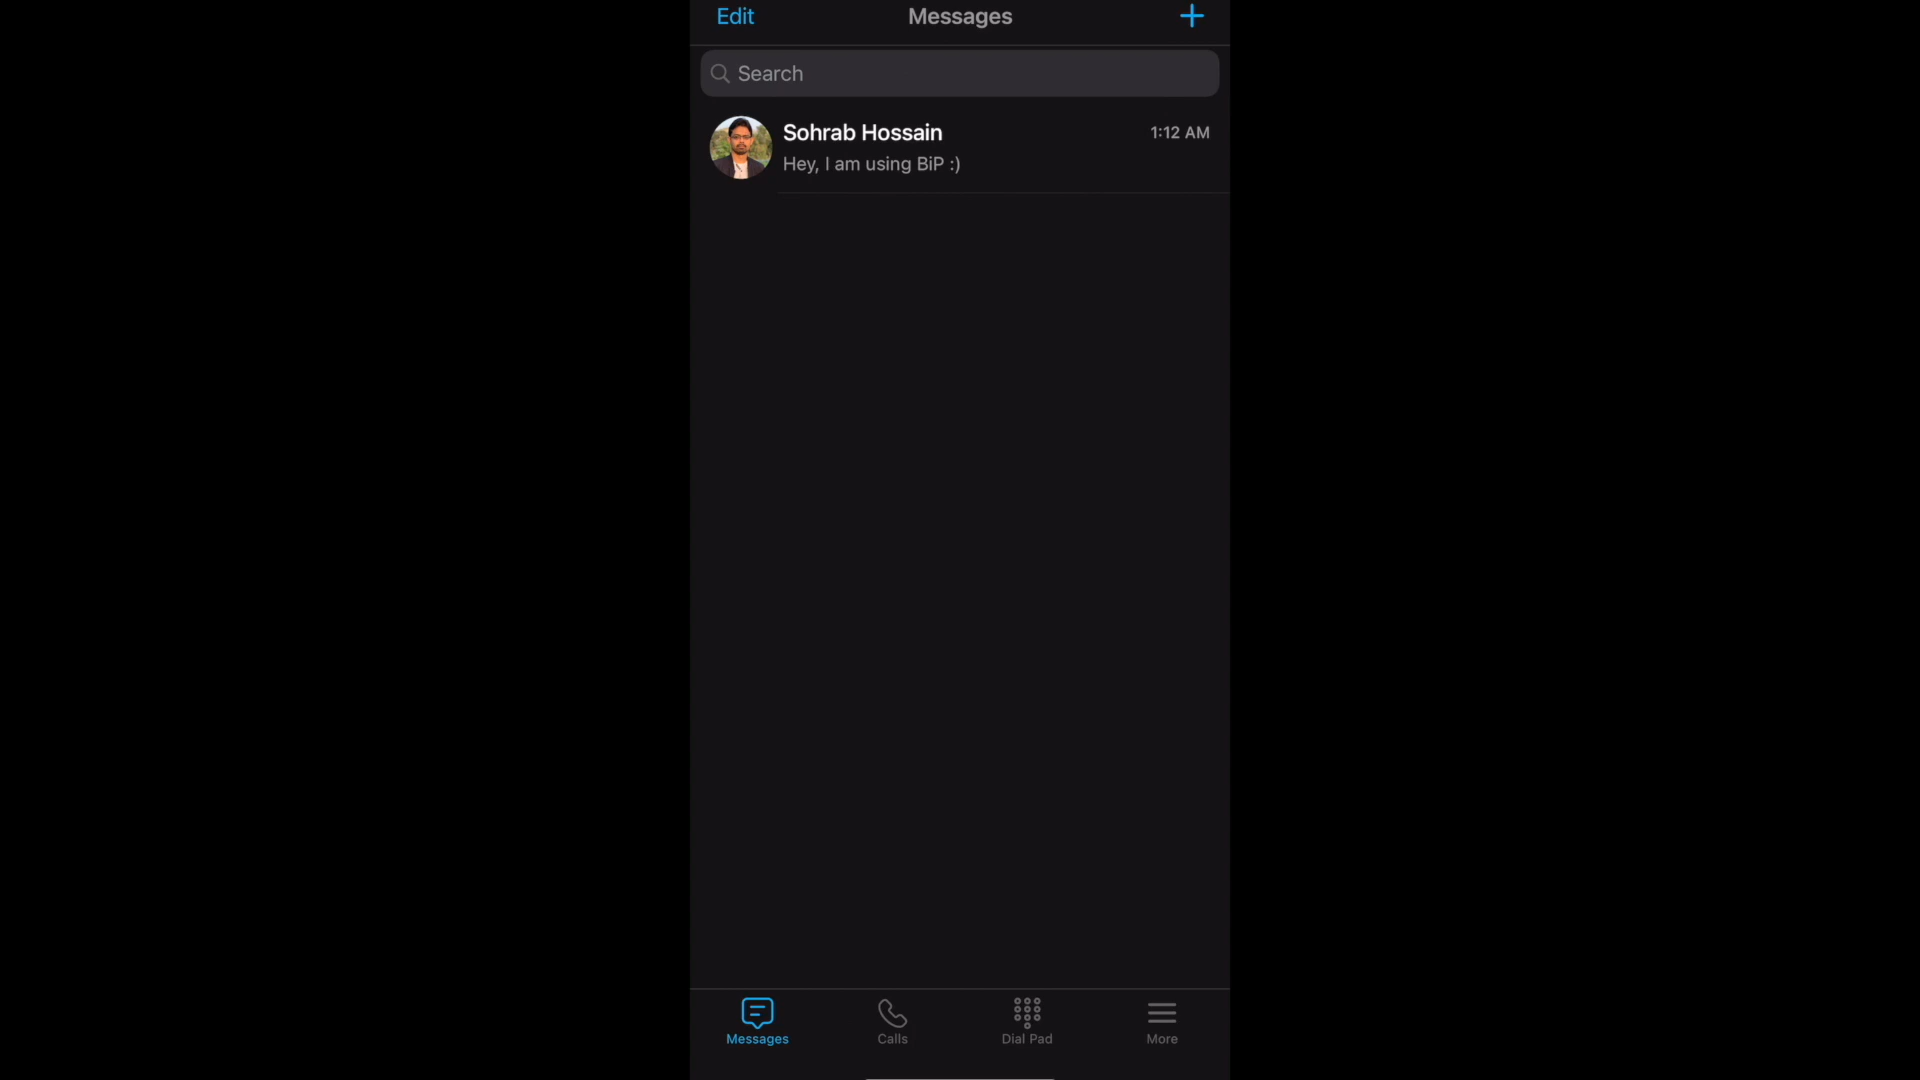 Edit
Messages
Search
Sohrab Hossain
1:12 AM
Hey, I am using BiP :)
Messages
Calls
Dial Pad
More